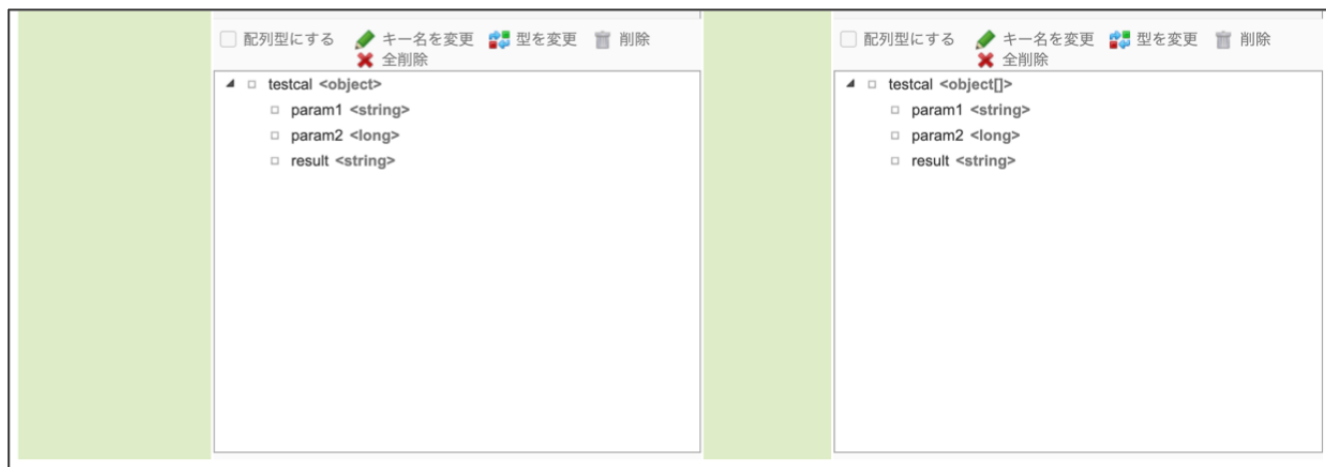 配列型にする キー名を変更 型を変更 削除
全削除
testcal <object>
param1 <string>
param2 <long>
result <string>
配列型にする キー名を変更 型を変更 削除
全削除
testcal <object[]>
param1 <string>
param2 <long>
result <string>